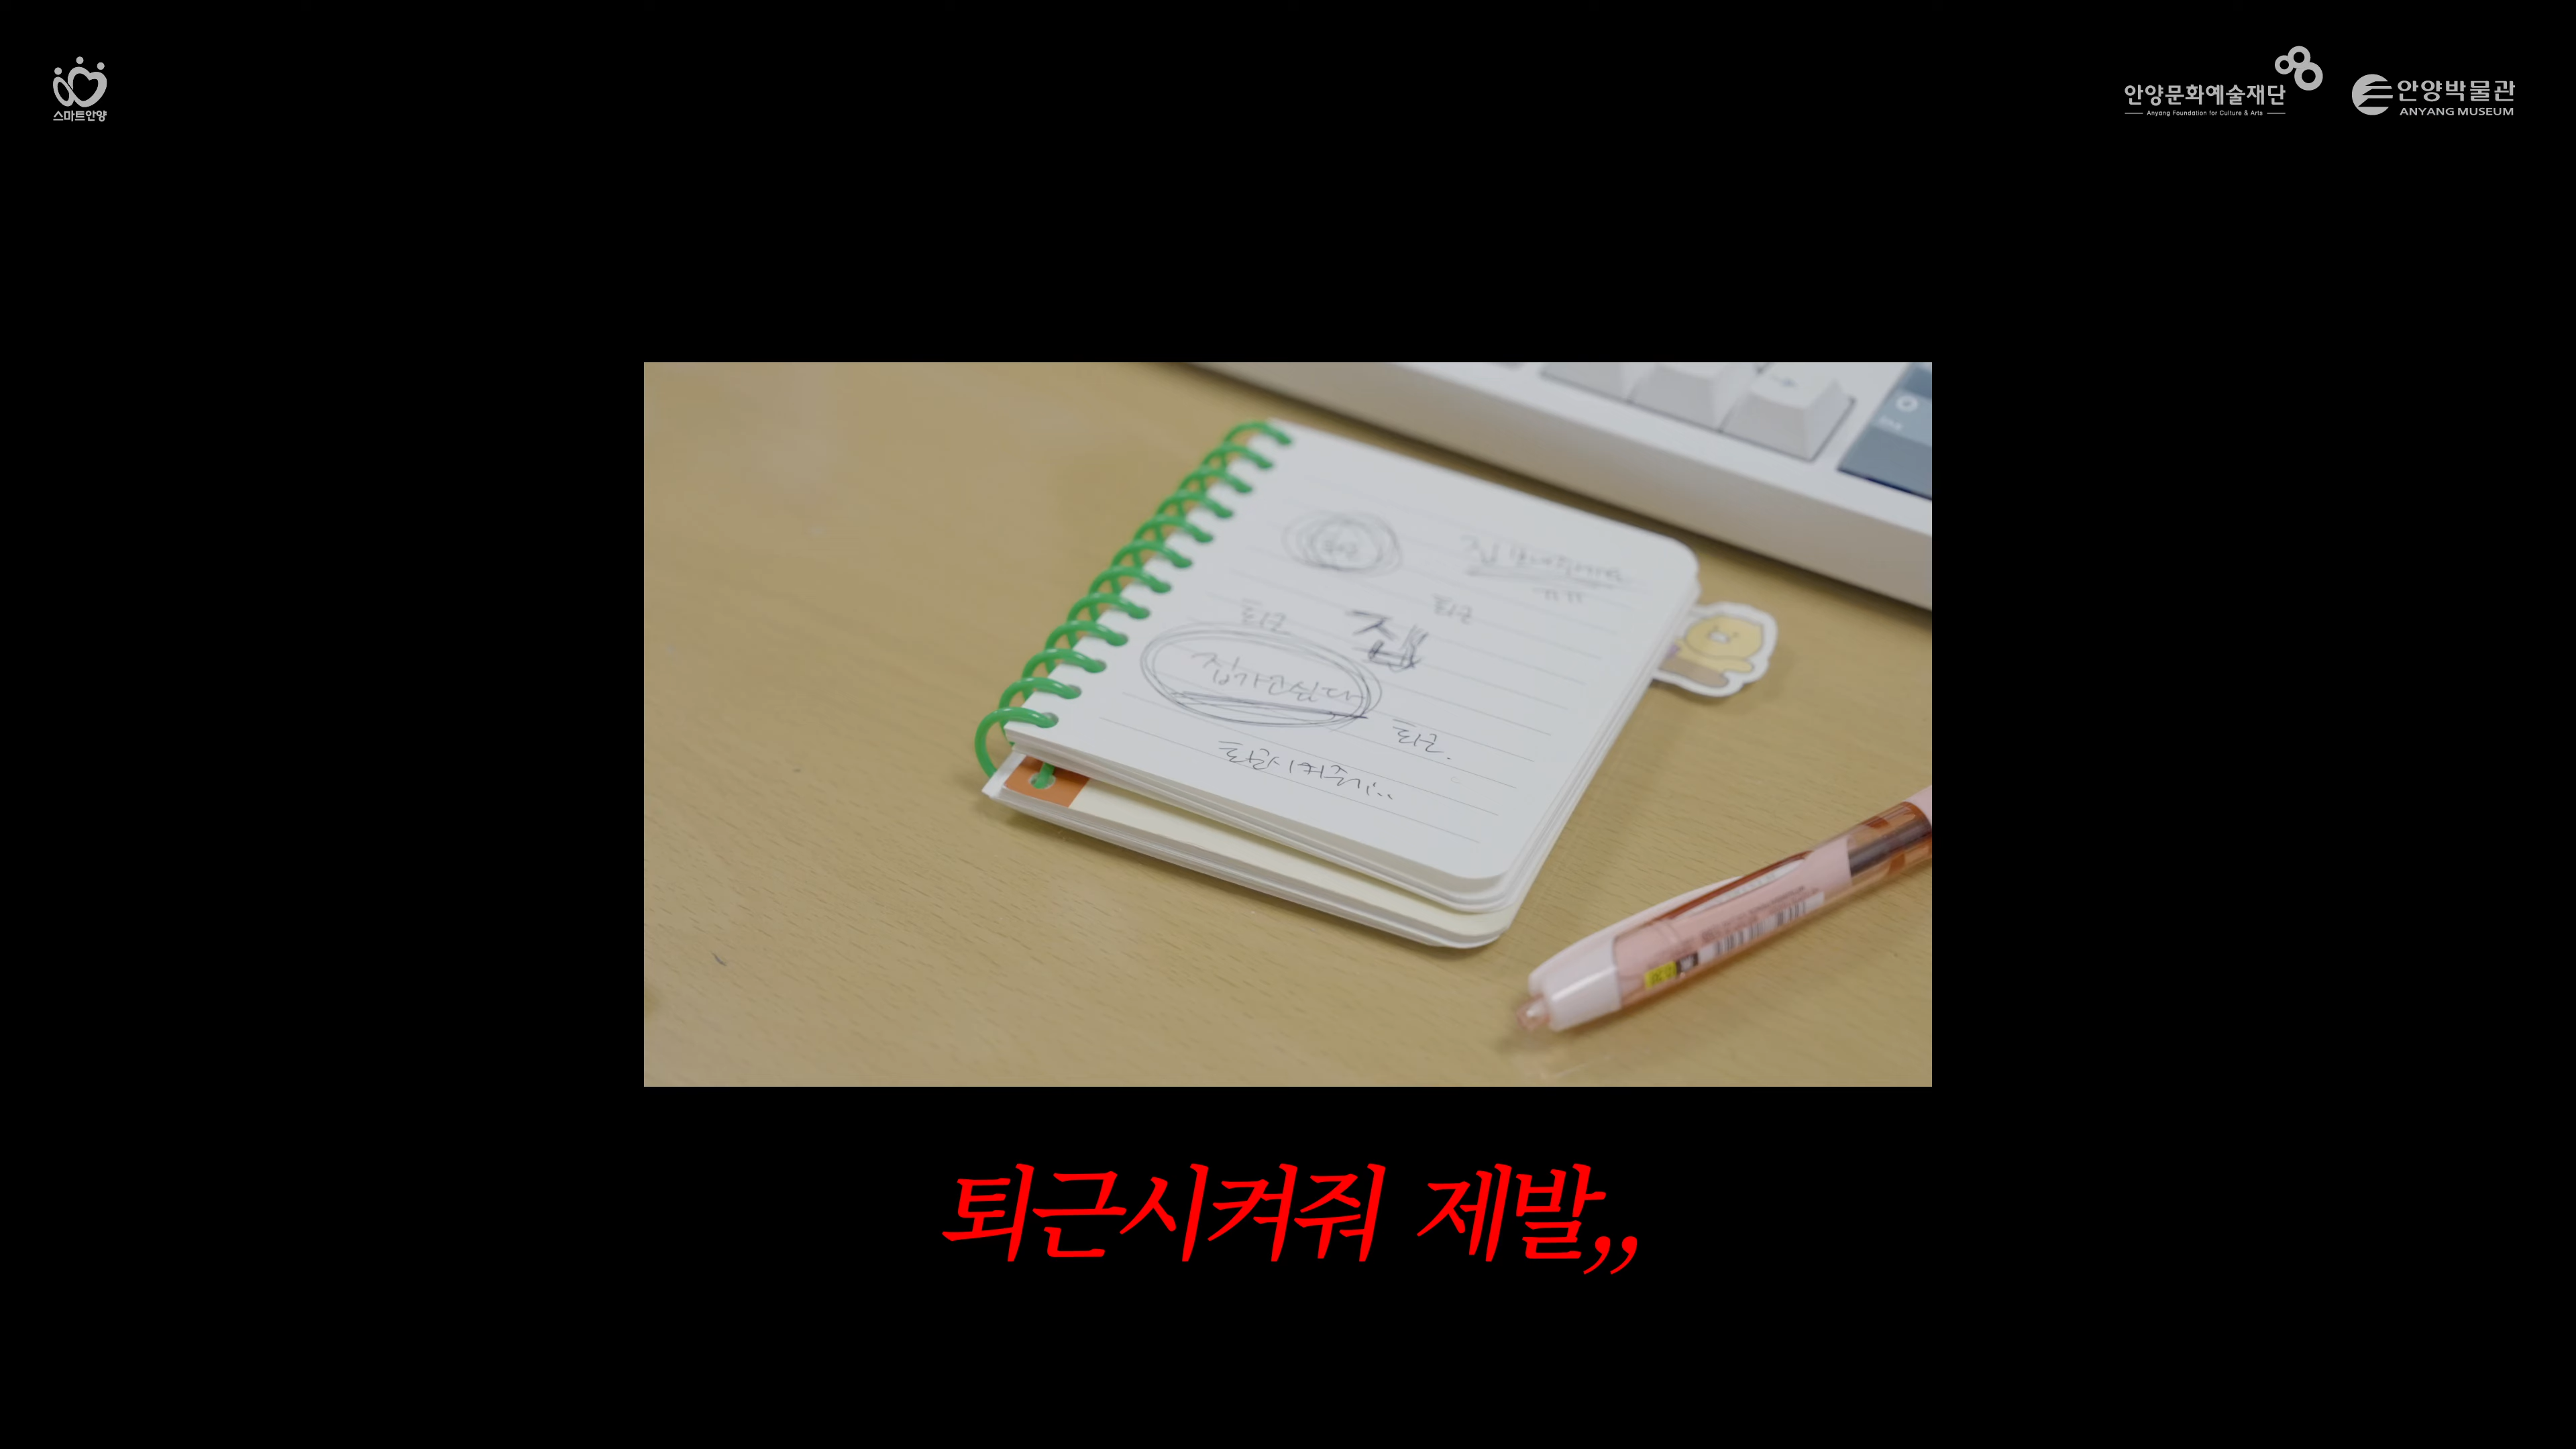 스마트안양
안양문화예술재단
Anyang Foundation for Culture & Arts
안양박물관
ANYANG MUSEUM
퇴근
집
퇴근
집가고싶다
퇴근.
퇴근시켜줘..
퇴근시켜줘 제발,,